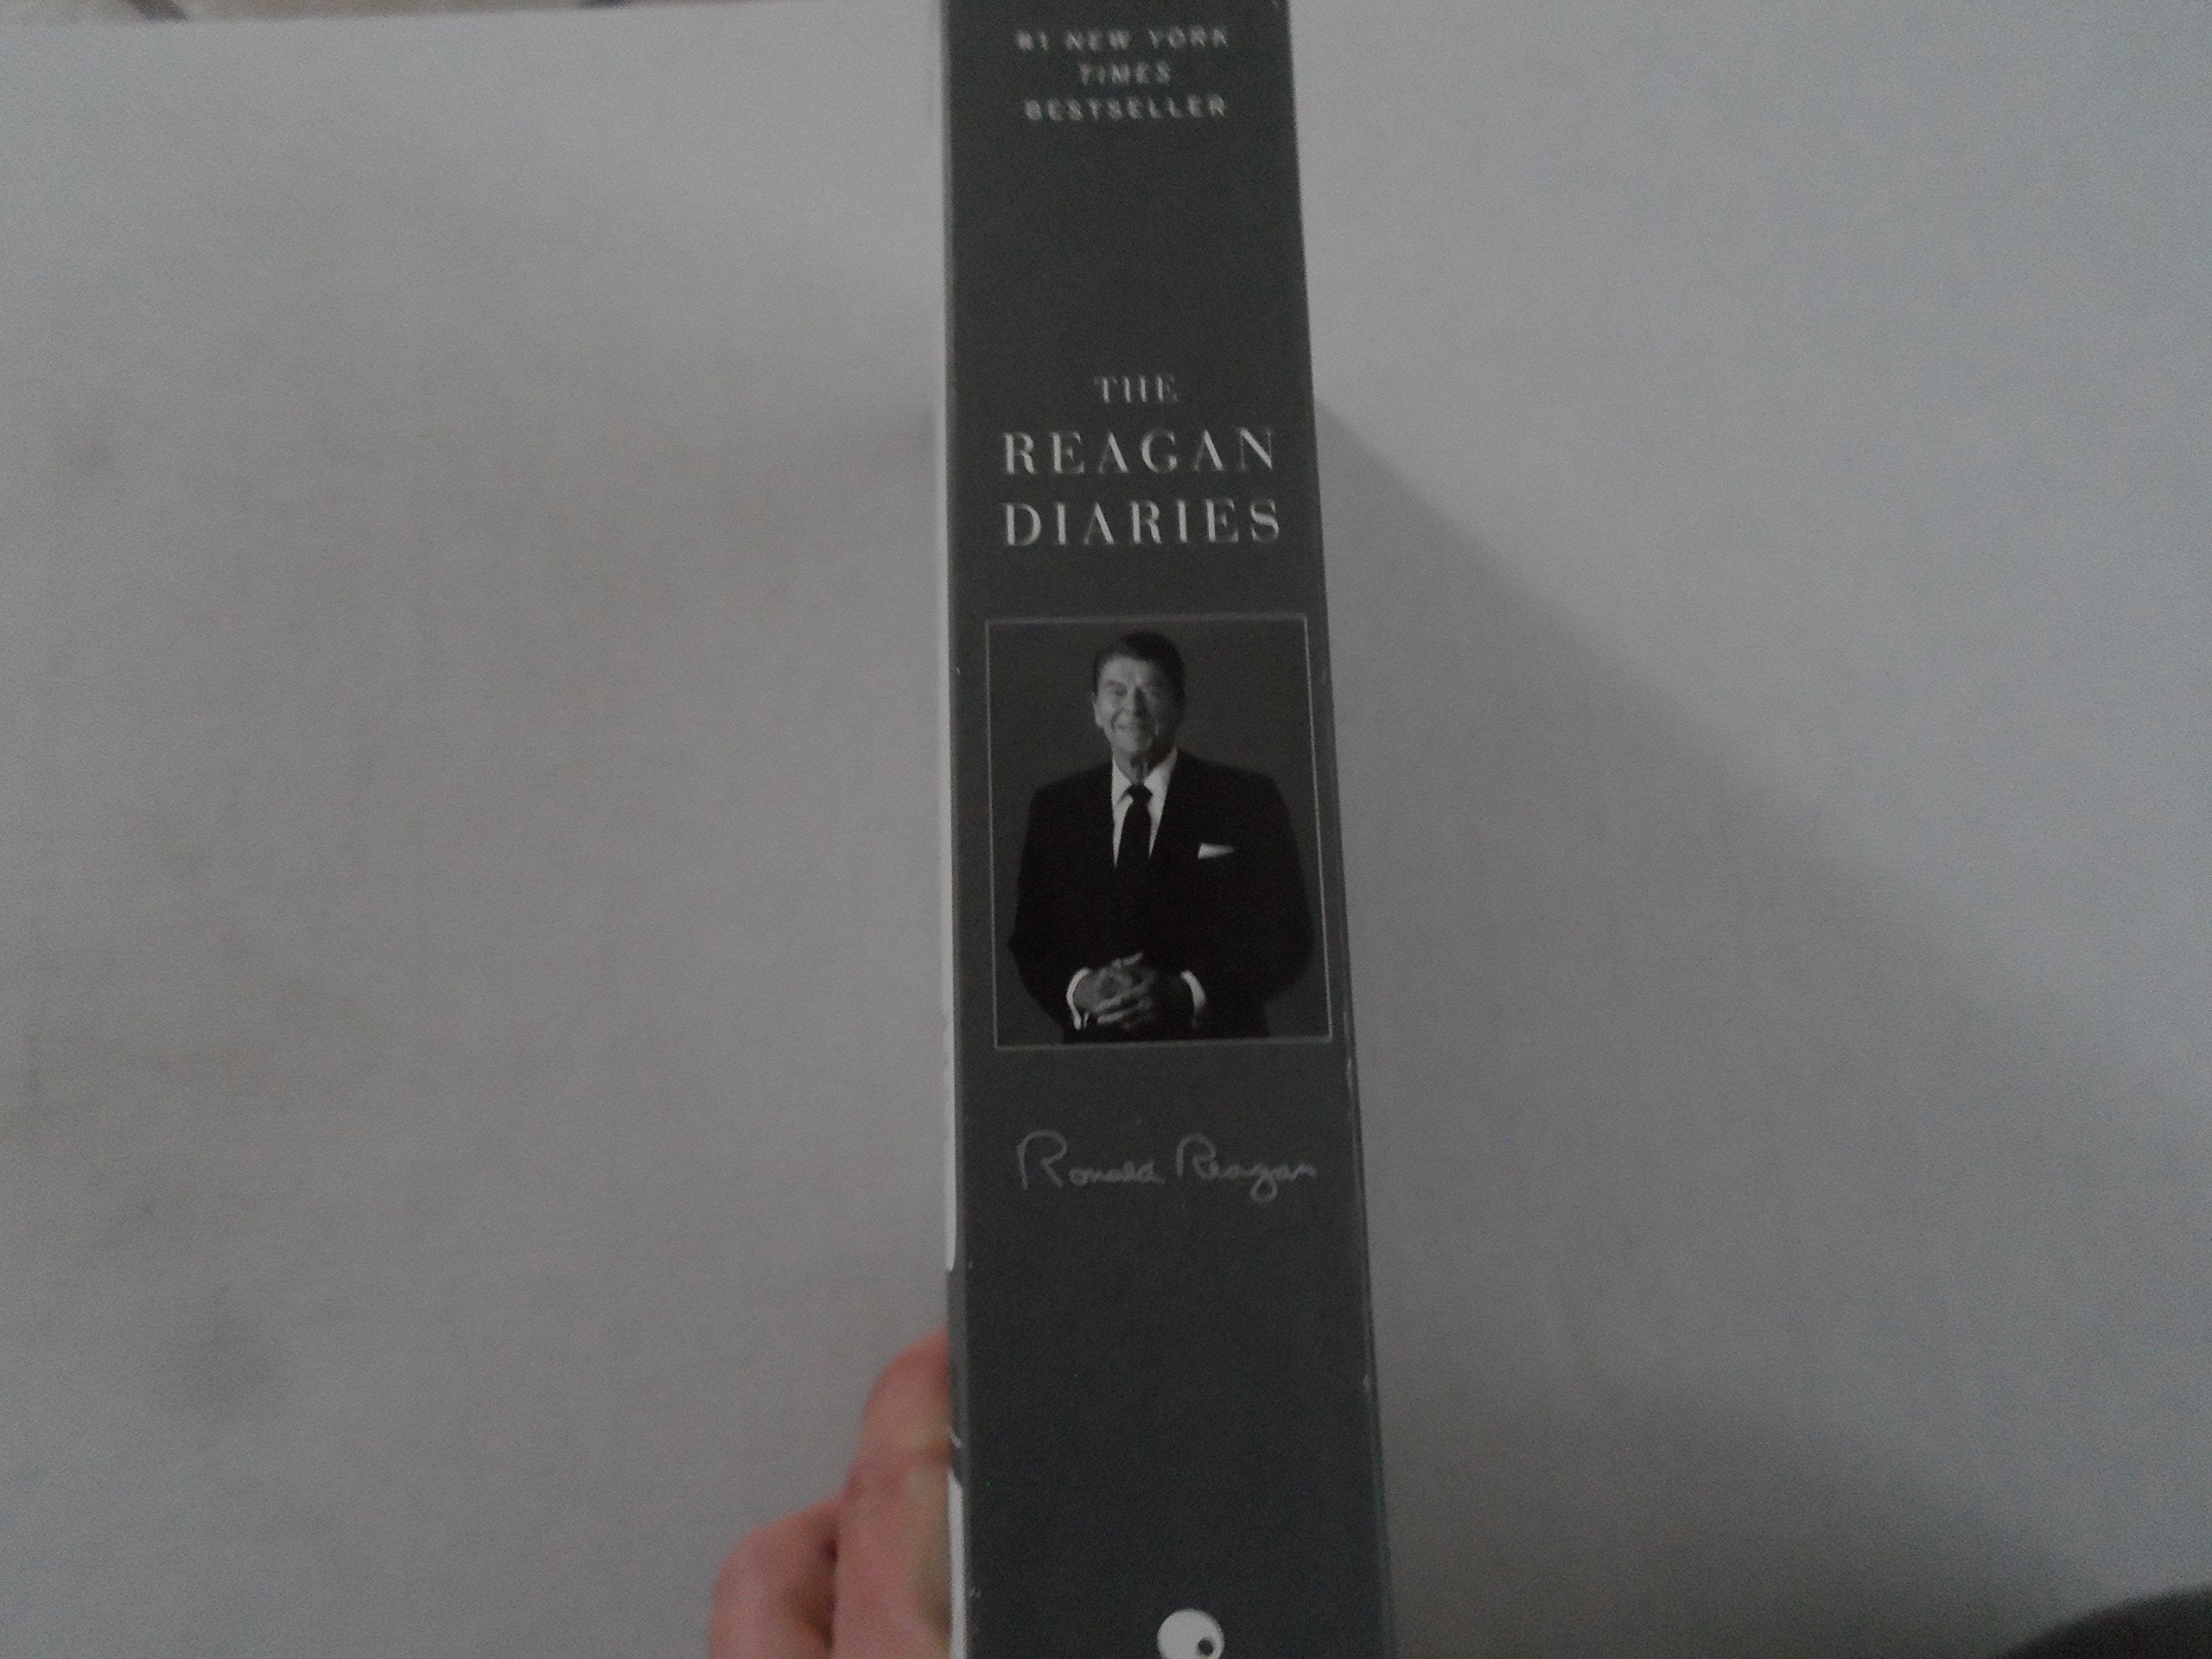 #1 NEW YORK
TIMES
BESTSELLER
THE
REAGAN
DIARIES
Ronald Reagan